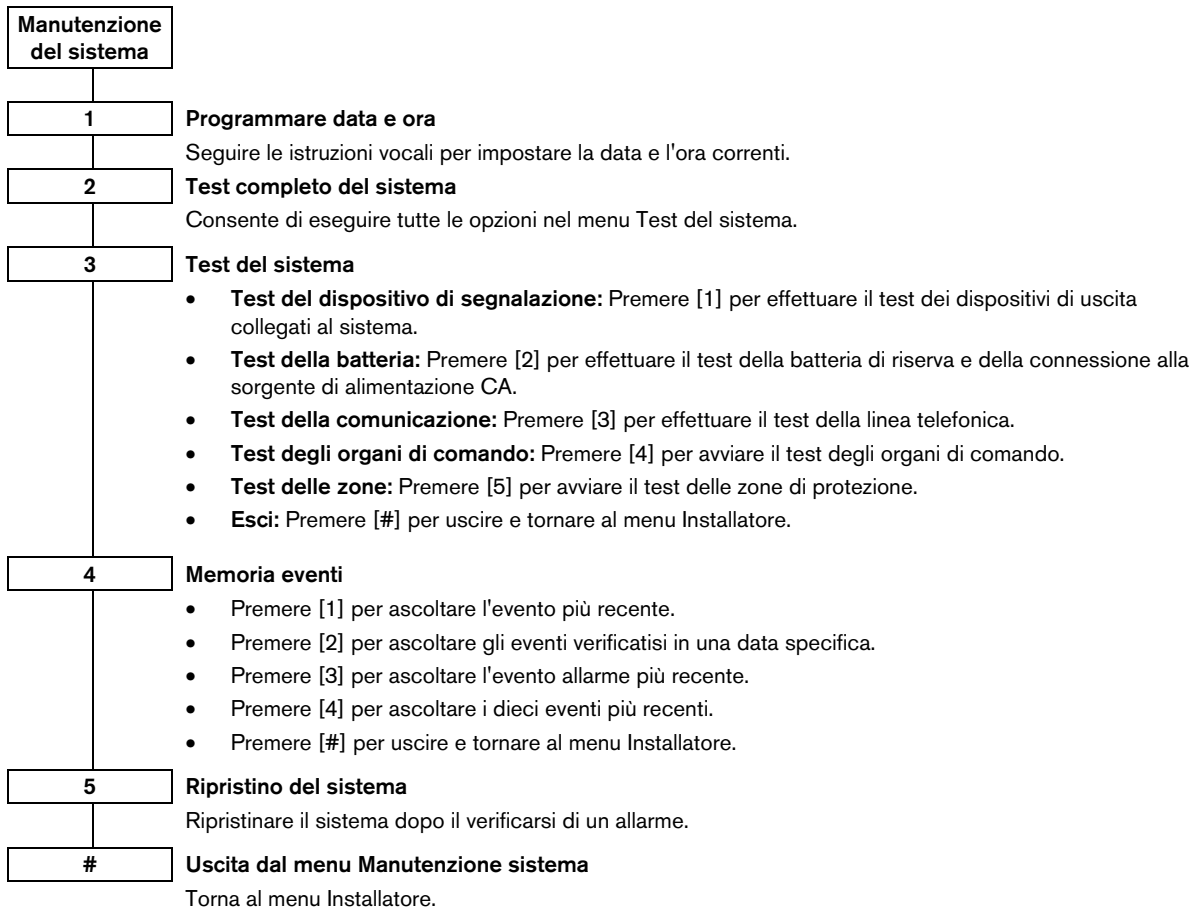 Manutenzione
del sistema
1
Programmare data e ora
Seguire le istruzioni vocali per impostare la data e l'ora correnti.
2
Test completo del sistema
Consente di eseguire tutte le opzioni nel menu Test del sistema.
3
Test del sistema
• Test del dispositivo di segnalazione: Premere [1] per effettuare il test dei dispositivi di uscita
collegati al sistema.
• Test della batteria: Premere [2] per effettuare il test della batteria di riserva e della connessione alla
sorgente di alimentazione CA.
• Test della comunicazione: Premere [3] per effettuare il test della linea telefonica.
• Test degli organi di comando: Premere [4] per avviare il test degli organi di comando.
• Test delle zone: Premere [5] per avviare il test delle zone di protezione.
• Esci: Premere [#] per uscire e tornare al menu Installatore.
4
Memoria eventi
• Premere [1] per ascoltare l'evento più recente.
• Premere [2] per ascoltare gli eventi verificatisi in una data specifica.
• Premere [3] per ascoltare l'evento allarme più recente.
• Premere [4] per ascoltare i dieci eventi più recenti.
• Premere [#] per uscire e tornare al menu Installatore.
5
Ripristino del sistema
Ripristinare il sistema dopo il verificarsi di un allarme.
#
Uscita dal menu Manutenzione sistema
Torna al menu Installatore.